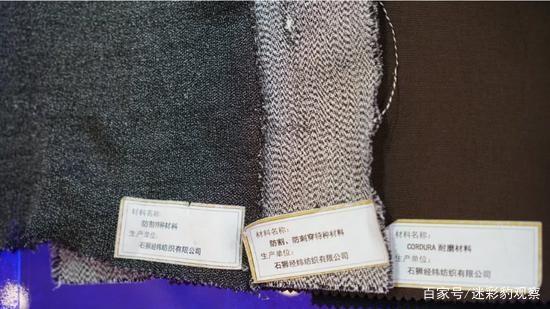 材料名称:
防割特种材料
生产单位:
石狮经纬纺织有限公司
材料名称:
防割、防刺穿特种材料
生产单位:
石狮经纬纺织有限公司
材料名称:
CORDURA 耐磨材料
生产单位:
石狮经纬纺织有限公司
百家号/迷彩豹观察